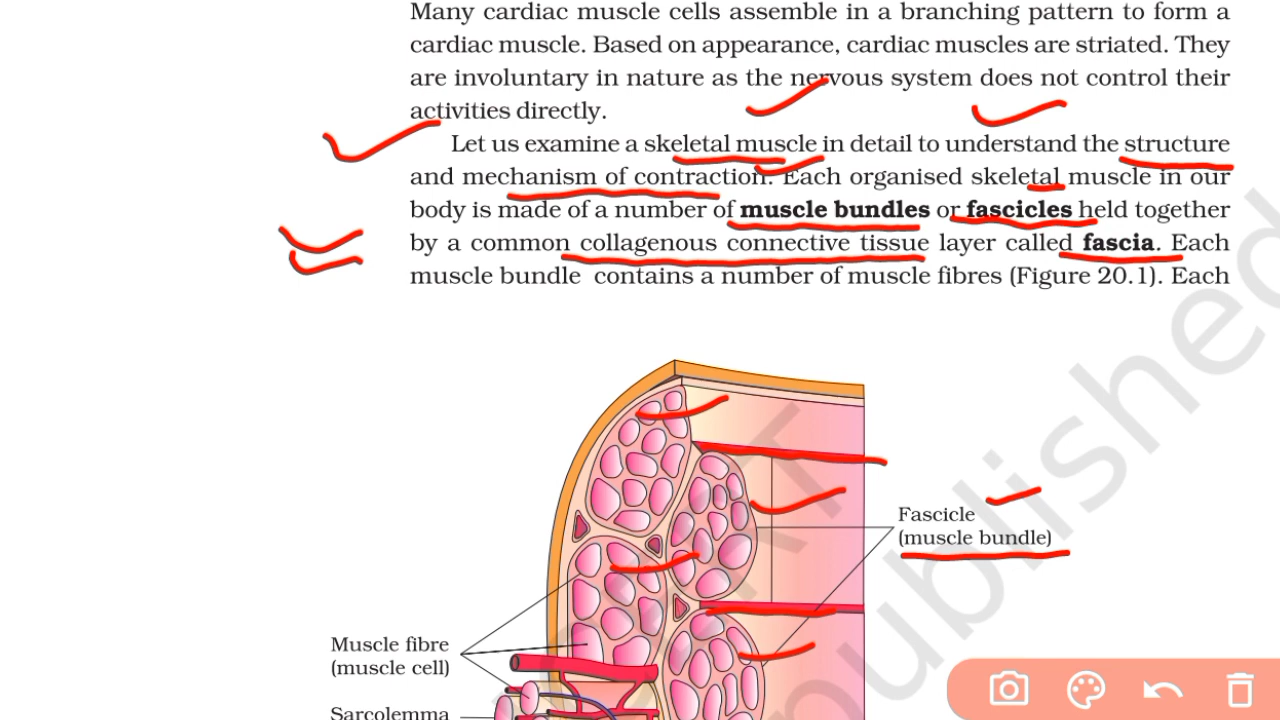 Many cardiac muscle cells assemble in a branching pattern to form a
cardiac muscle. Based on appearance, cardiac muscles are striated. They
are involuntary in nature as the nervous system does not control their
activities directly.
Let us examine a skeletal muscle in detail to understand the structure
and mechanism of contraction. Each organised skeletal muscle in our
body is made of a number of muscle bundles or fascicles held together
by a common collagenous connective tissue layer called fascia. Each
muscle bundle contains a number of muscle fibres (Figure 20.1). Each
Fascicle
(muscle bundle)
Muscle fibre
(muscle cell)
Sarcolemma
published